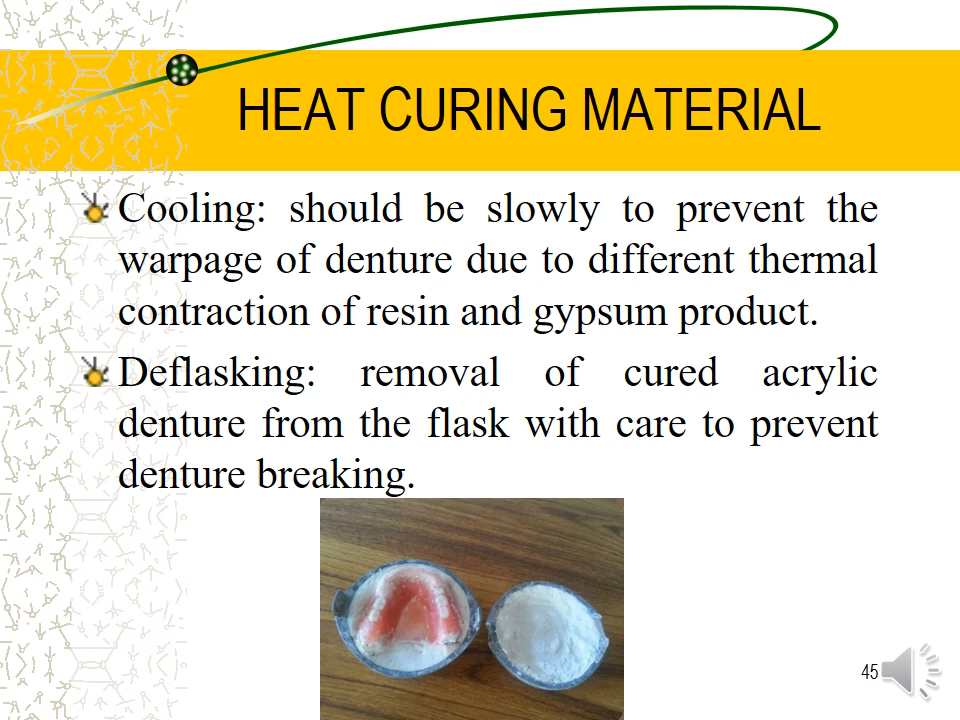 HEAT CURING MATERIAL
Cooling: should be slowly to prevent the
warpage of denture due to different thermal
contraction of resin and gypsum product.
Deflasking: removal of cured acrylic
denture from the flask with care to prevent
denture breaking.
45